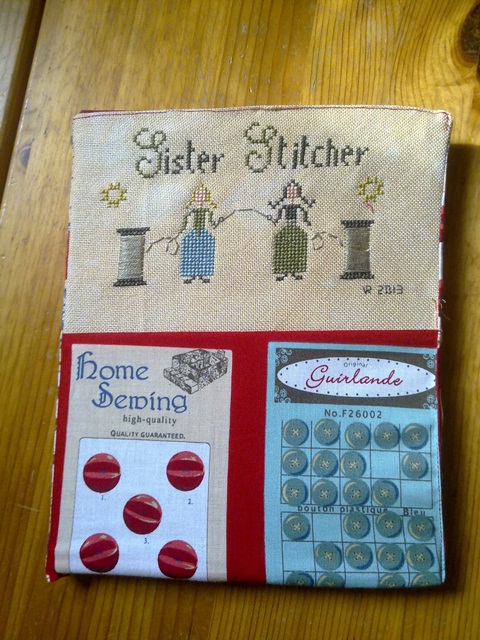 Sister Stitcher
VR 2013
Home
Sewing
high-quality
QUALITY GUARANTEED.
1.
2.
3.
Original
Guirlande
No.F26002
bouton plastique Bleu